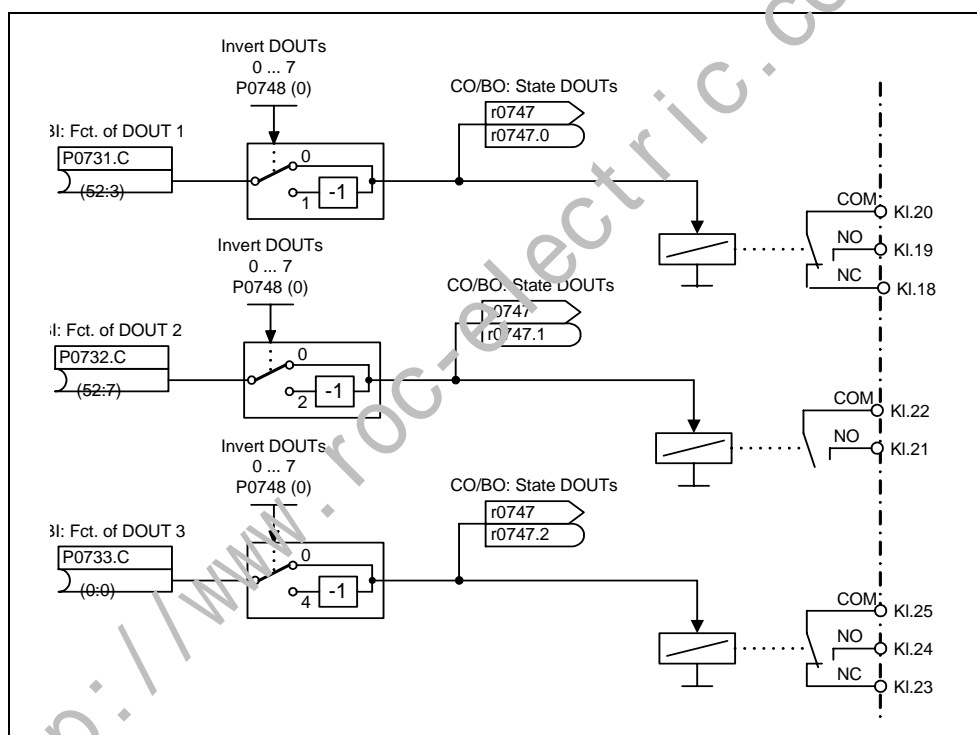 Invert DOUTs
0 ... 7
P0748 (0)
CO/BO: State DOUTs
r0747
r0747.0
BI: Fct. of DOUT 1
P0731.C
(52:3)
0
1
-1
COM
Kl.20
NO
Kl.19
NC
Kl.18
Invert DOUTs
0 ... 7
P0748 (0)
CO/BO: State DOUTs
r0747
r0747.1
BI: Fct. of DOUT 2
P0732.C
(52:7)
0
2
-1
COM
Kl.22
NO
Kl.21
Invert DOUTs
0 ... 7
P0748 (0)
CO/BO: State DOUTs
r0747
r0747.2
BI: Fct. of DOUT 3
P0733.C
(0:0)
0
4
-1
COM
Kl.25
NO
Kl.24
NC
Kl.23
p://www.roc-electric.co